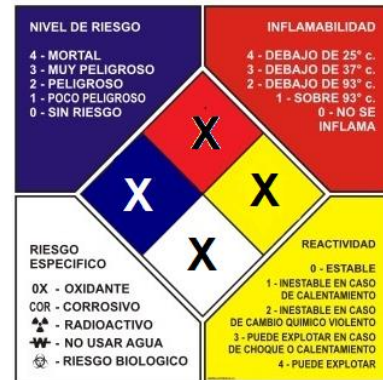 NIVEL DE RIESGO
4 - MORTAL
3 - MUY PELIGROSO
2 - PELIGROSO
1 - POCO PELIGROSO
0 - SIN RIESGO
INFLAMABILIDAD
4 - DEBAJO DE 25° c.
3 - DEBAJO DE 37° c.
2 - DEBAJO DE 93° c.
1 - SOBRE 93° c.
0 - NO SE
INFLAMA
X
X
X
X
RIESGO
ESPECIFICO
OX - OXIDANTE
COR - CORROSIVO
- RADIOACTIVO
W - NO USAR AGUA
- RIESGO BIOLOGICO
REACTIVIDAD
0 - ESTABLE
1 - INESTABLE EN CASO
DE CALENTAMIENTO
2 - INESTABLE EN CASO
DE CAMBIO QUIMICO VIOLENTO
3 - PUEDE EXPLOTAR EN CASO
DE CHOQUE O CALENTAMIENTO
4 - PUEDE EXPLOTAR